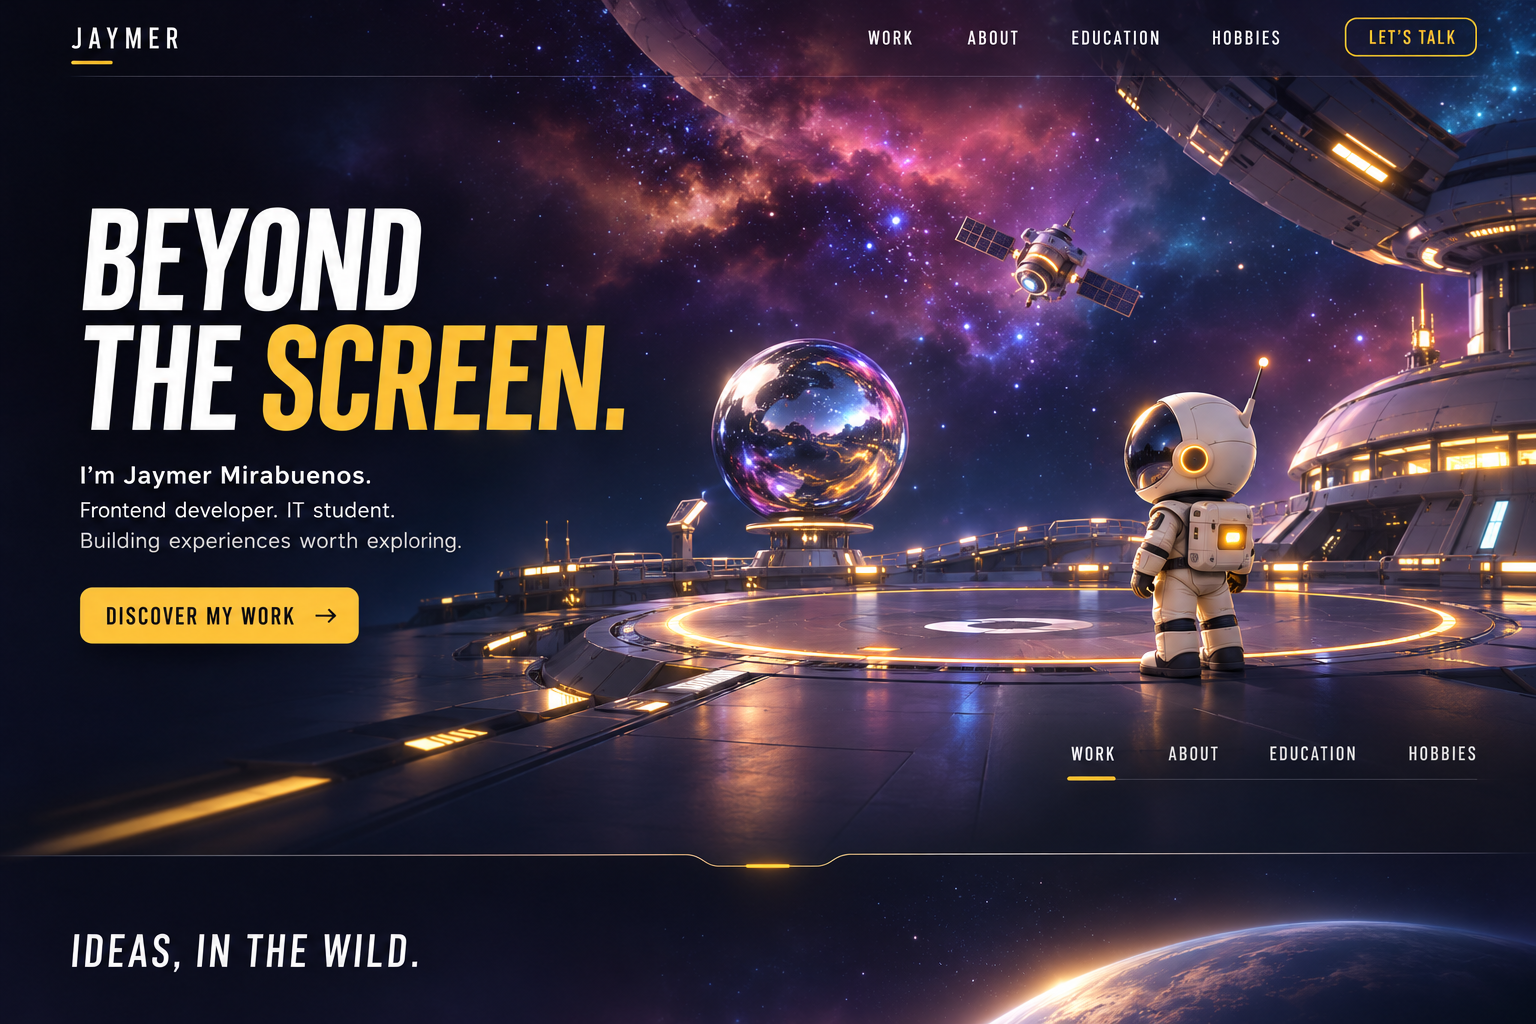 JAYMER
WORK ABOUT EDUCATION HOBBIES LET'S TALK
BEYOND
THE SCREEN.
I'm Jaymer Mirabuenos.
Frontend developer. IT student.
Building experiences worth exploring.
DISCOVER MY WORK →
WORK ABOUT EDUCATION HOBBIES
IDEAS, IN THE WILD.